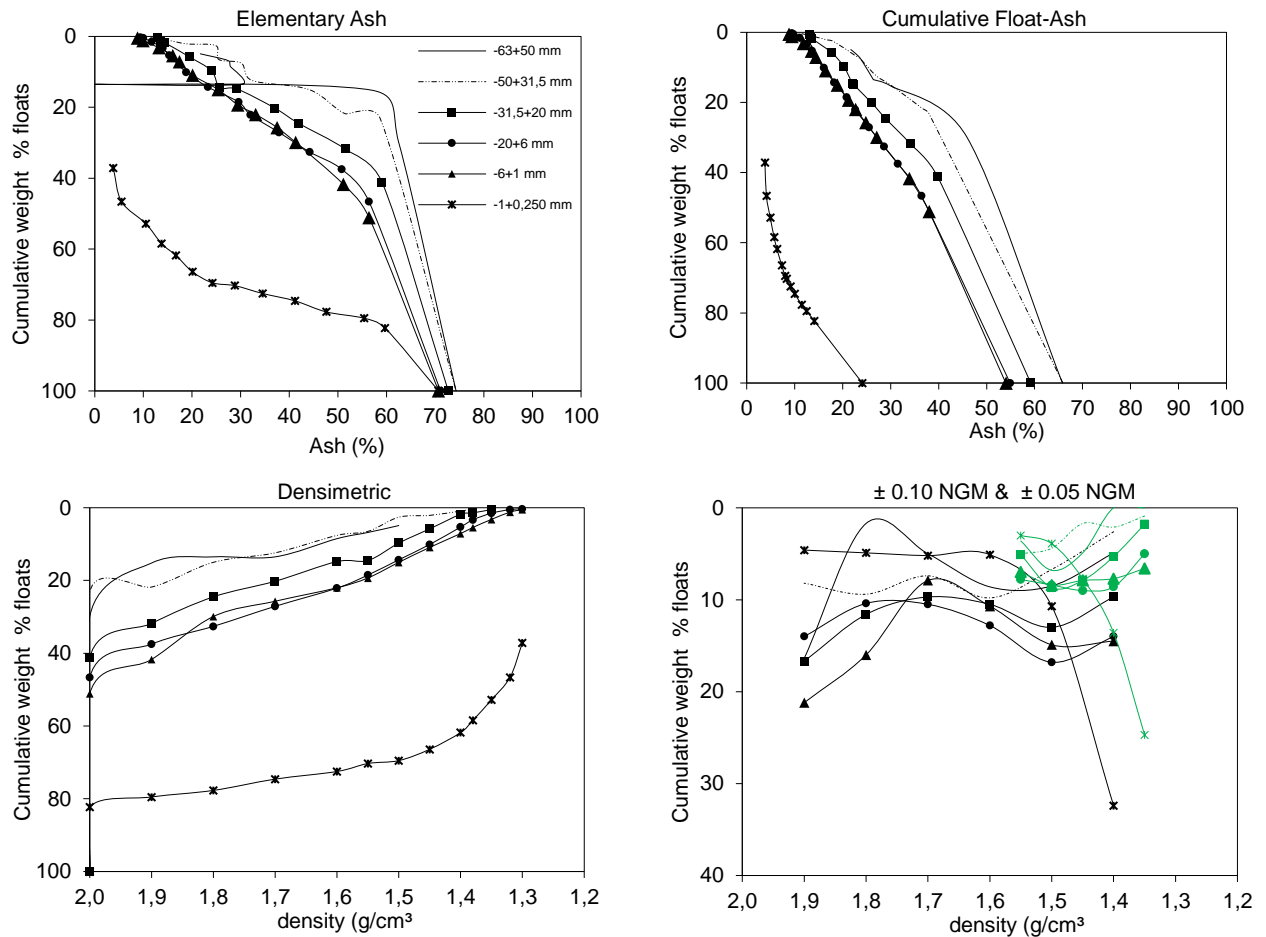 Elementary Ash
Cumulative weight % floats
0
20
40
60
80
100
0 10 20 30 40 50 60 70 80 90 100
Ash (%)
-63+50 mm
-50+31,5 mm
-31,5+20 mm
-20+6 mm
-6+1 mm
-1+0,250 mm
Cumulative Float-Ash
Cumulative weight % floats
0
20
40
60
80
100
0 10 20 30 40 50 60 70 80 90 100
Ash (%)
Densimetric
Cumulative weight % floats
0
20
40
60
80
100
2,0 1,9 1,8 1,7 1,6 1,5 1,4 1,3 1,2
density (g/cm³)
± 0.10 NGM & ± 0.05 NGM
Cumulative weight % floats
0
10
20
30
40
2,0 1,9 1,8 1,7 1,6 1,5 1,4 1,3 1,2
density (g/cm³